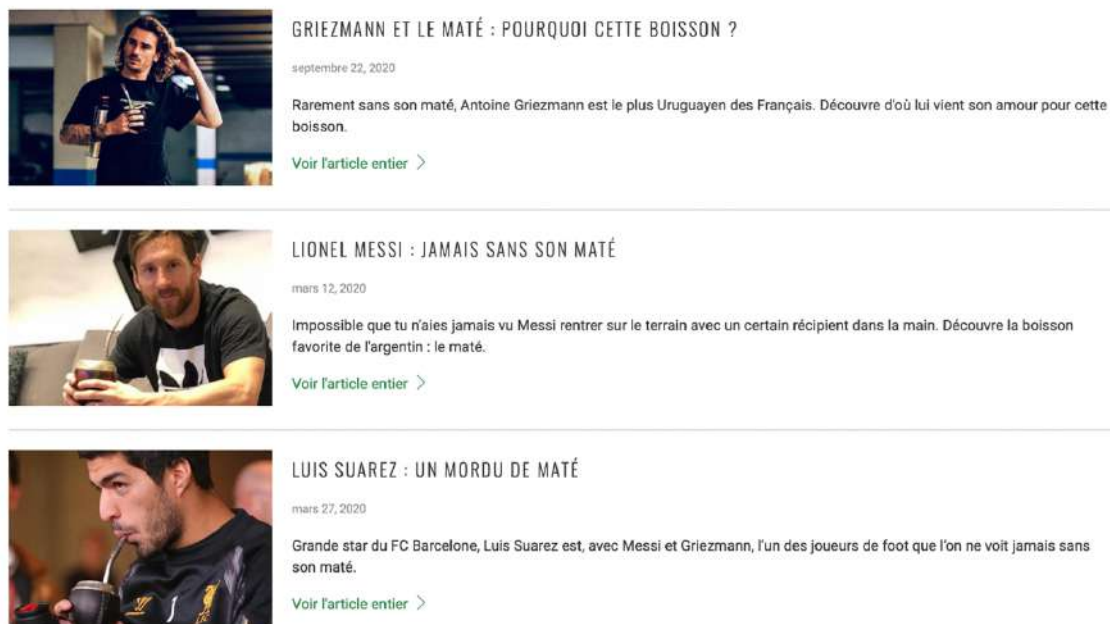 GRIEZMANN ET LE MATÉ : POURQUOI CETTE BOISSON ?
septembre 22, 2020
Rarement sans son maté, Antoine Griezmann est le plus Uruguayen des Français. Découvre d'où lui vient son amour pour cette
boisson.
Voir l'article entier >
LIONEL MESSI : JAMAIS SANS SON MATÉ
mars 12, 2020
Impossible que tu n'aies jamais vu Messi rentrer sur le terrain avec un certain récipient dans la main. Découvre la boisson
favorite de l'argentin : le maté.
Voir l'article entier >
LUIS SUAREZ : UN MORDU DE MATÉ
mars 27, 2020
Grande star du FC Barcelone, Luis Suarez est, avec Messi et Griezmann, l'un des joueurs de foot que l'on ne voit jamais sans
son maté.
Voir l'article entier >